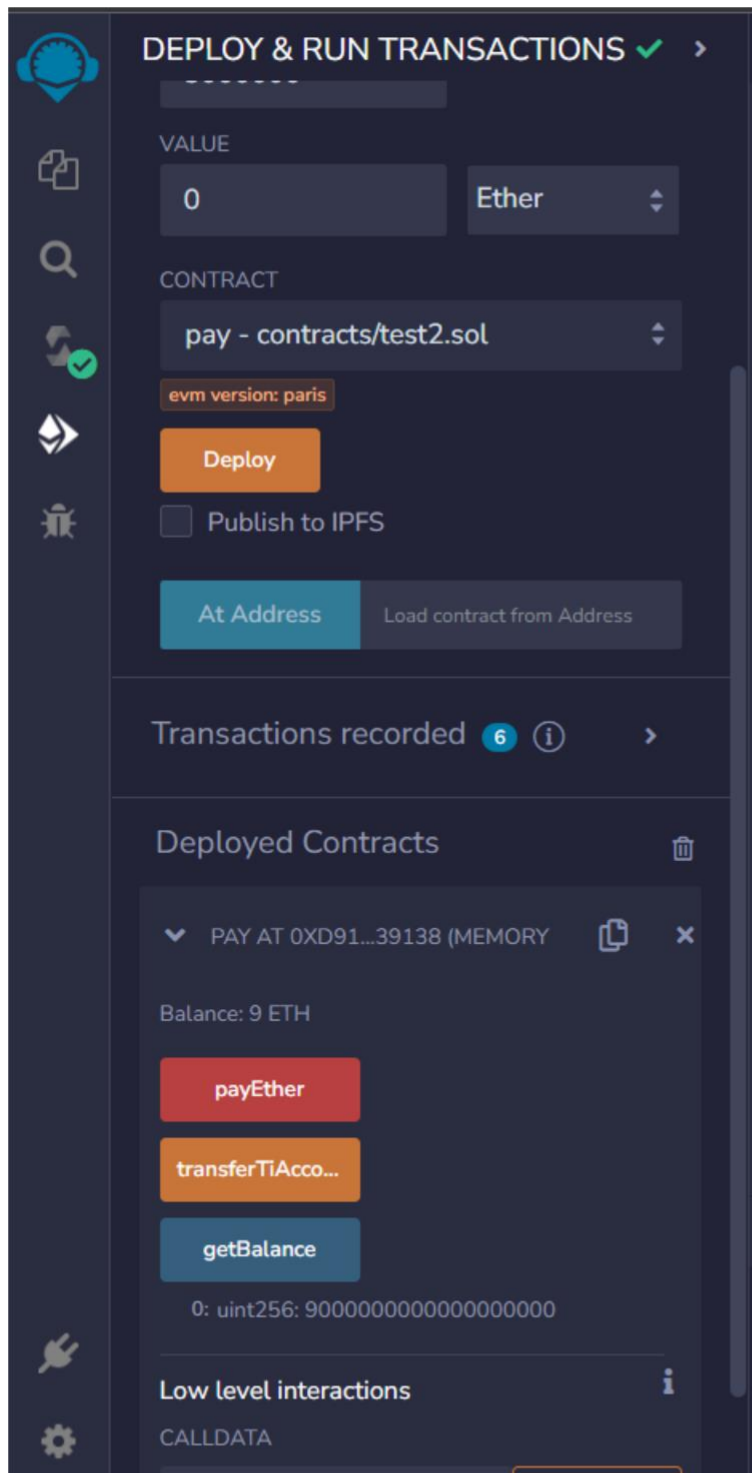 DEPLOY & RUN TRANSACTIONS
VALUE
0 Ether
CONTRACT
pay - contracts/test2.sol
evm version: paris
Deploy
Publish to IPFS
At Address Load contract from Address
Transactions recorded 6 i
Deployed Contracts
PAY AT 0XD91...39138 (MEMORY
Balance: 9 ETH
payEther
transferTiAcco...
getBalance
0: uint256: 9000000000000000000
Low level interactions i
CALLDATA